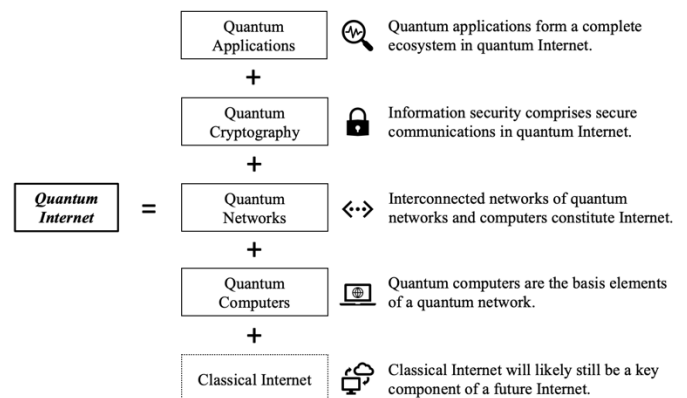 Quantum
Applications
Quantum applications form a complete
ecosystem in quantum Internet.
+
Quantum
Cryptography
Information security comprises secure
communications in quantum Internet.
+
Quantum
Internet
=
Quantum
Networks
Interconnected networks of quantum
networks and computers constitute Internet.
+
Quantum
Computers
Quantum computers are the basis elements
of a quantum network.
+
Classical Internet
Classical Internet will likely still be a key
component of a future Internet.